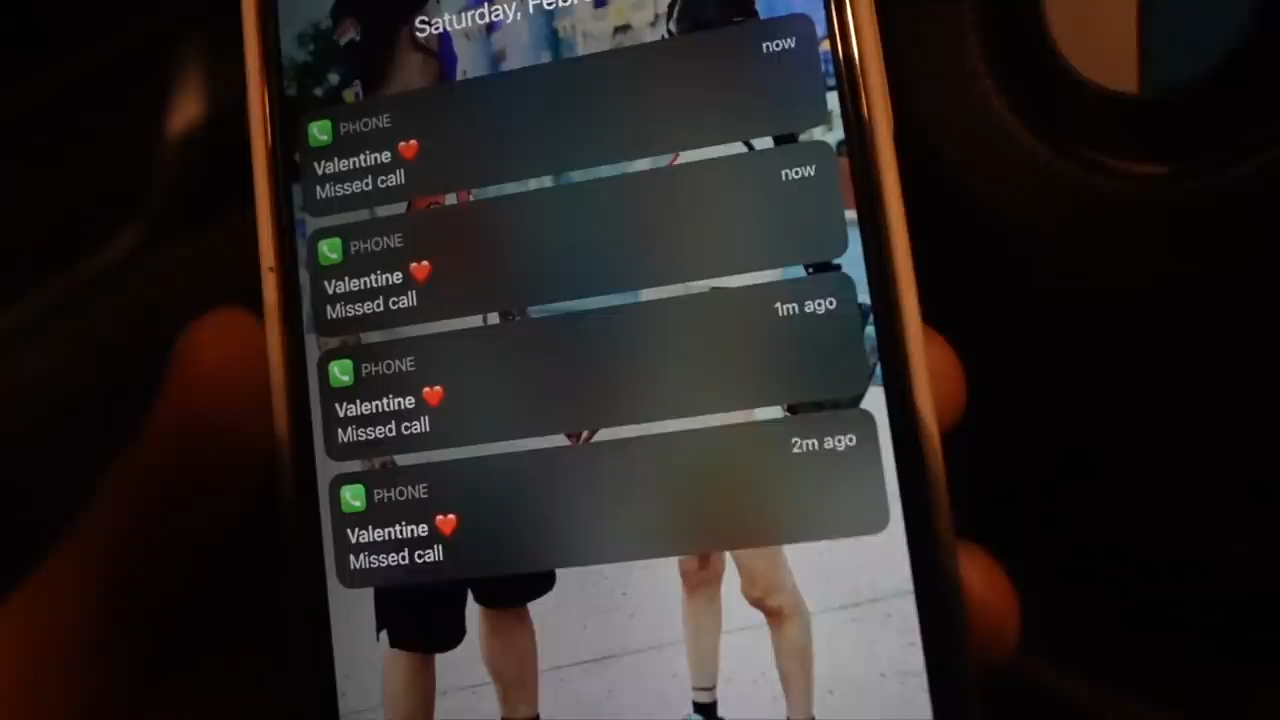 Saturday,
now
PHONE
Valentine ❤️
Missed call
now
PHONE
Valentine ❤️
Missed call
1m ago
PHONE
Valentine ❤️
Missed call
2m ago
PHONE
Valentine ❤️
Missed call